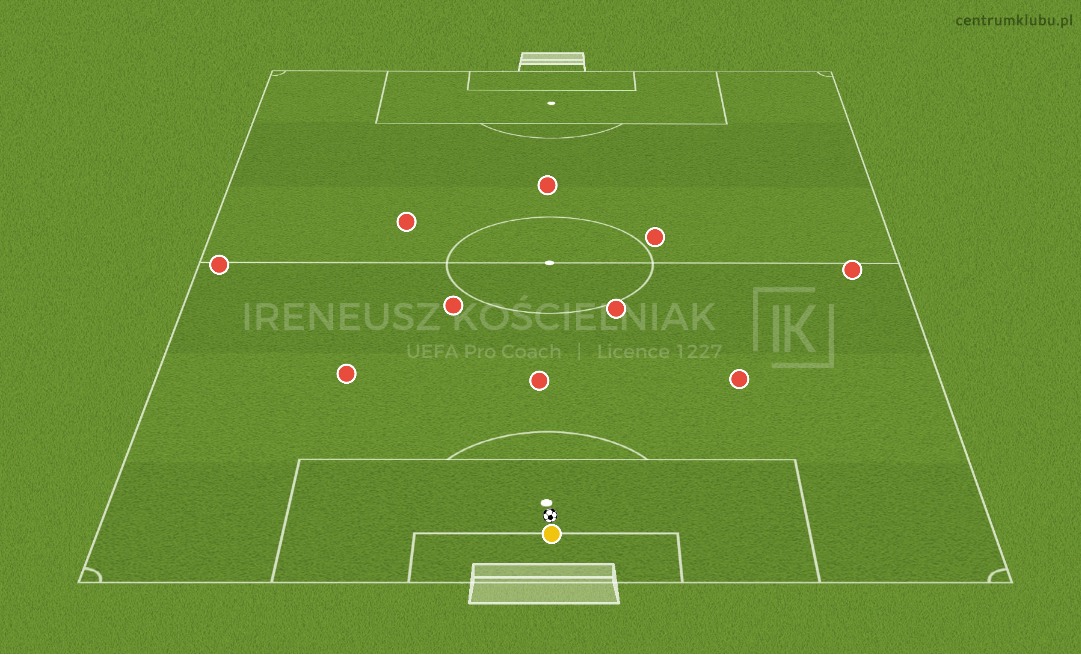 centrumklubu.pl
IRENEUSZ KOŚCIELNIAK
UEFA Pro Coach | Licence 1227
IK